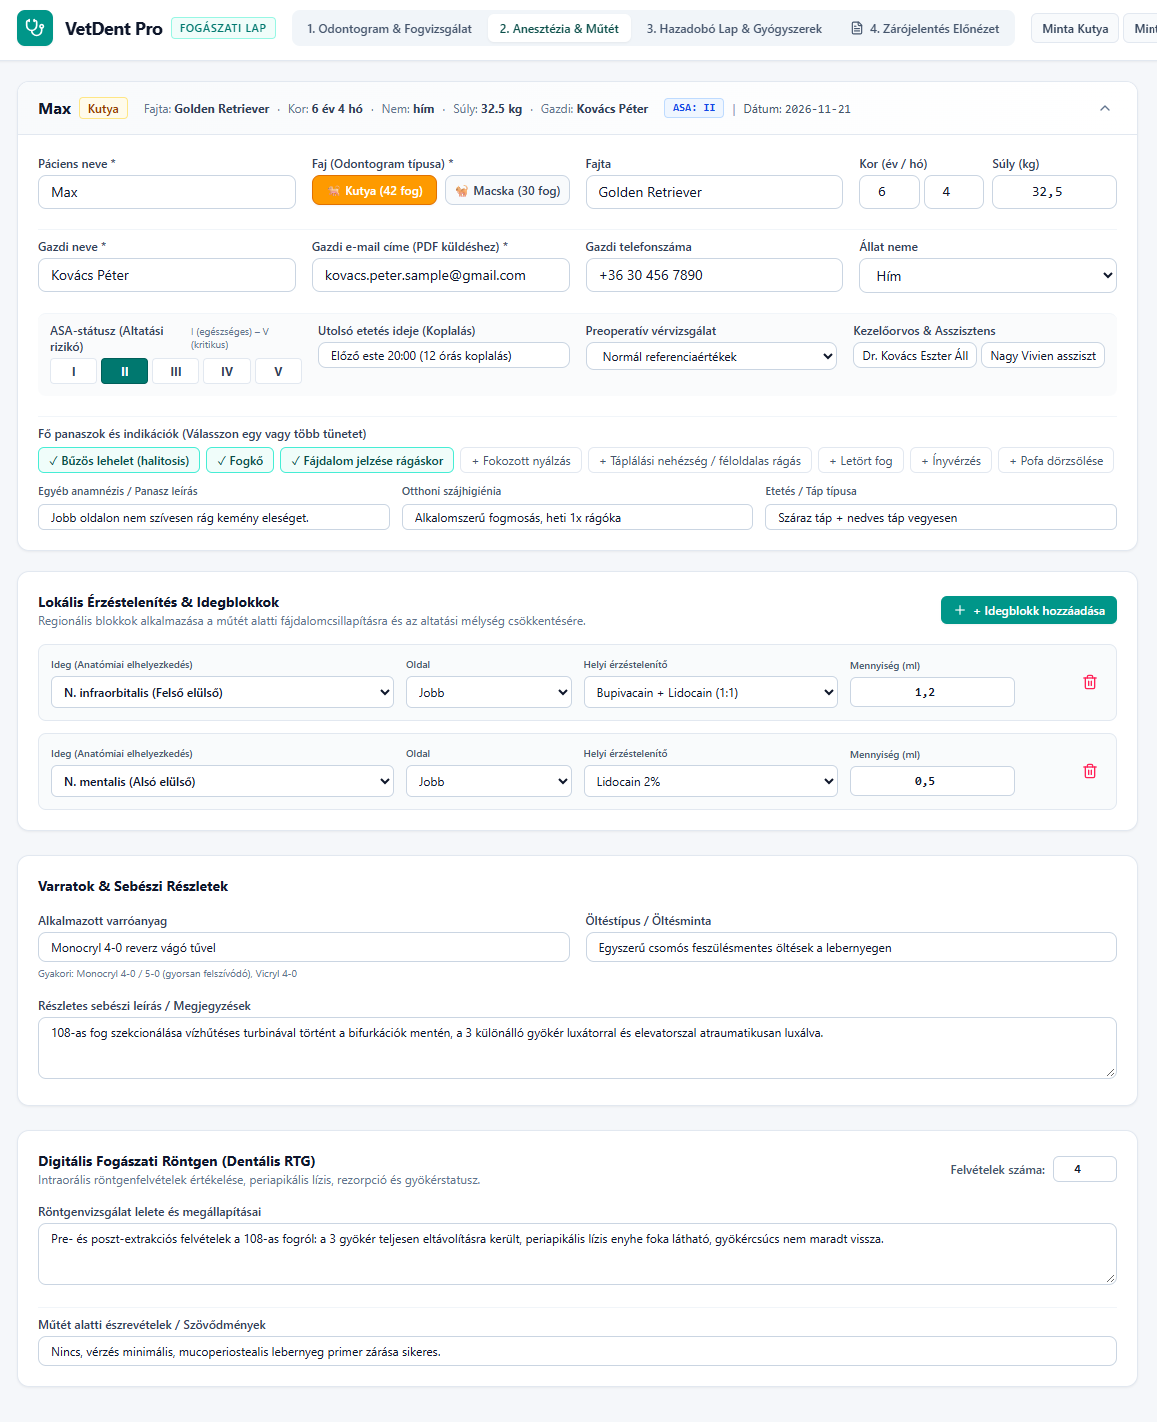 VetDent Pro FOGÁSZATI LAP 1. Odontogram & Fogvizsgálat 2. Anesztézia & Műtét 3. Hazadobó Lap & Gyógyszerek 4. Zárójelentés Előnézet Minta Kutya
Max Kutya Fajta: Golden Retriever · Kor: 6 év 4 hó · Nem: hím · Súly: 32.5 kg · Gazdi: Kovács Péter ASA: II | Dátum: 2026-11-21
Páciens neve * Faj (Odontogram típusa) * Fajta Kor (év / hó) Súly (kg)
Max Kutya (42 fog) Macska (30 fog) Golden Retriever 6 4 32,5
Gazdi neve * Gazdi e-mail címe (PDF küldéshez) * Gazdi telefonszáma Állat neme
Kovács Péter kovacs.peter.sample@gmail.com +36 30 456 7890 Hím
ASA-státusz (Altatási rizikó) I (egészséges) – V (kritikus) Utolsó etetés ideje (Koplalás) Preoperatív vérvizsgálat Kezelőorvos & Asszisztens
I II III IV V Előző este 20:00 (12 órás koplalás) Normál referenciaértékek Dr. Kovács Eszter Áll Nagy Vivien assziszt
Fő panaszok és indikációk (Válasszon egy vagy több tünetet)
✓ Bűzös lehelet (halitosis) ✓ Fogkő ✓ Fájdalom jelzése rágáskor + Fokozott nyálzás + Táplálási nehézség / féloldalas rágás + Letört fog + Ínyvérzés + Pofa dörzsölése
Egyéb anamnézis / Panasz leírás Otthoni szájhigiénia Etetés / Táp típusa
Jobb oldalon nem szívesen rág kemény eleséget. Alkalomszerű fogmosás, heti 1x rágóka Száraz táp + nedves táp vegyesen
Lokális Érzéstelenítés & Idegblokkok
Regionális blokkok alkalmazása a műtét alatti fájdalomcsillapításra és az altatási mélység csökkentésére.
+ Idegblokk hozzáadása
Ideg (Anatómiai elhelyezkedés) Oldal Helyi érzéstelenítő Mennyiség (ml)
N. infraorbitalis (Felső elülső) Jobb Bupivacain + Lidocain (1:1) 1,2
Ideg (Anatómiai elhelyezkedés) Oldal Helyi érzéstelenítő Mennyiség (ml)
N. mentalis (Alsó elülső) Jobb Lidocain 2% 0,5
Varratok & Sebészi Részletek
Alkalmazott varróanyag Öltéstípus / Öltésminta
Monocryl 4-0 reverz vágó tűvel Egyszerű csomós feszülésmentes öltések a lebernyegen
Gyakori: Monocryl 4-0 / 5-0 (gyorsan felszívódó), Vicryl 4-0
Részletes sebészi leírás / Megjegyzések
108-as fog szekcionálása vízhűtéses turbinával történt a bifurkációk mentén, a 3 különálló gyökér luxátorral és elevatorszal atraumatikusan luxálva.
Digitális Fogászati Röntgen (Dentális RTG)
Intraorális röntgenfelvételek értékelése, periapikális lízis, rezorpció és gyökérstatusz.
Felvételek száma: 4
Röntgenvizsgálat lelete és megállapításai
Pre- és poszt-extrakciós felvételek a 108-as fogról: a 3 gyökér teljesen eltávolításra került, periapikális lízis enyhe foka látható, gyökércsúcs nem maradt vissza.
Műtét alatti észrevételek / Szövődmények
Nincs, vérzés minimális, mucoperiostealis lebernyeg primer zárása sikeres.